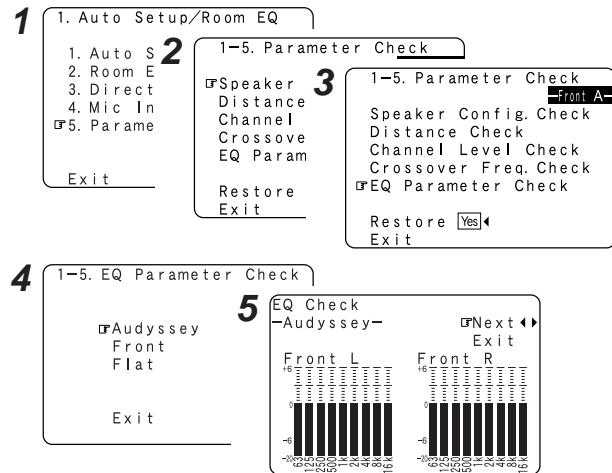 1
1. Auto Setup/Room EQ
1. Auto S
2. Room E
3. Direct
4. Mic In
☞5. Parame
Exit
2
1-5. Parameter Check
☞Speaker
Distance
Channel
Crossove
EQ Param
Restore
Exit
3
1-5. Parameter Check
-Front A-
Speaker Config. Check
Distance Check
Channel Level Check
Crossover Freq. Check
☞EQ Parameter Check
Restore Yes◀
Exit
4
1-5. EQ Parameter Check
☞Audyssey
Front
Flat
Exit
5
EQ Check
-Audyssey- ☞Next◀▶
Exit
Front L Front R
+6 +6
0 0
-6 -6
-20 -20
63 125 250 500 1k 2k 4k 8k 16k 63 125 250 500 1k 2k 4k 8k 16k